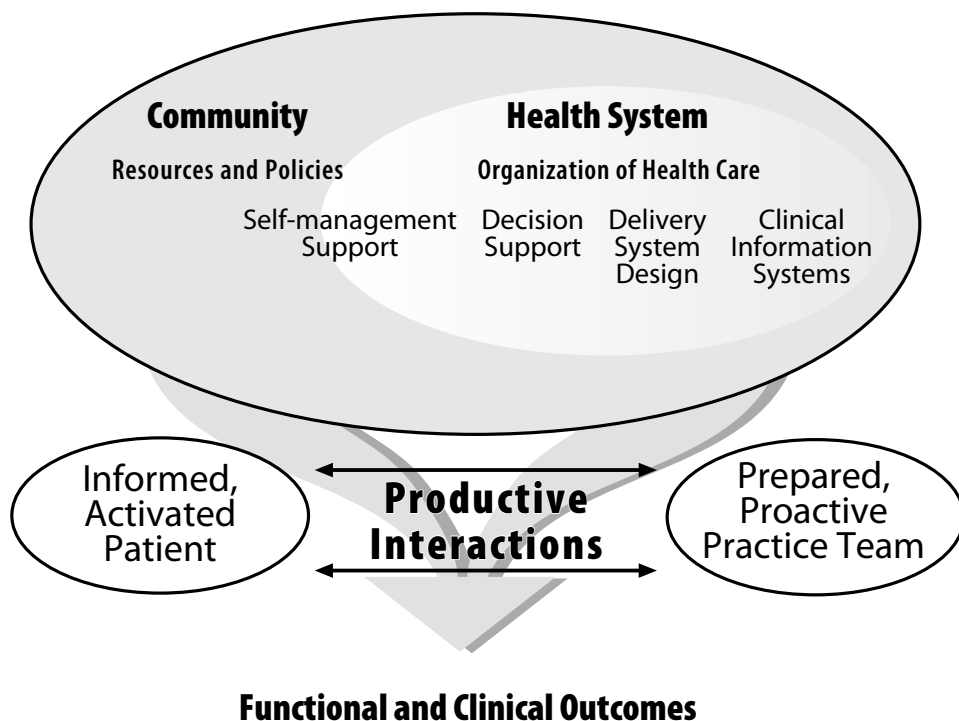 Community
Resources and Policies
Health System
Organization of Health Care
Self-management
Support
Decision
Support
Delivery
System
Design
Clinical
Information
Systems
Informed,
Activated
Patient
Productive
Interactions
Prepared,
Proactive
Practice Team
Functional and Clinical Outcomes